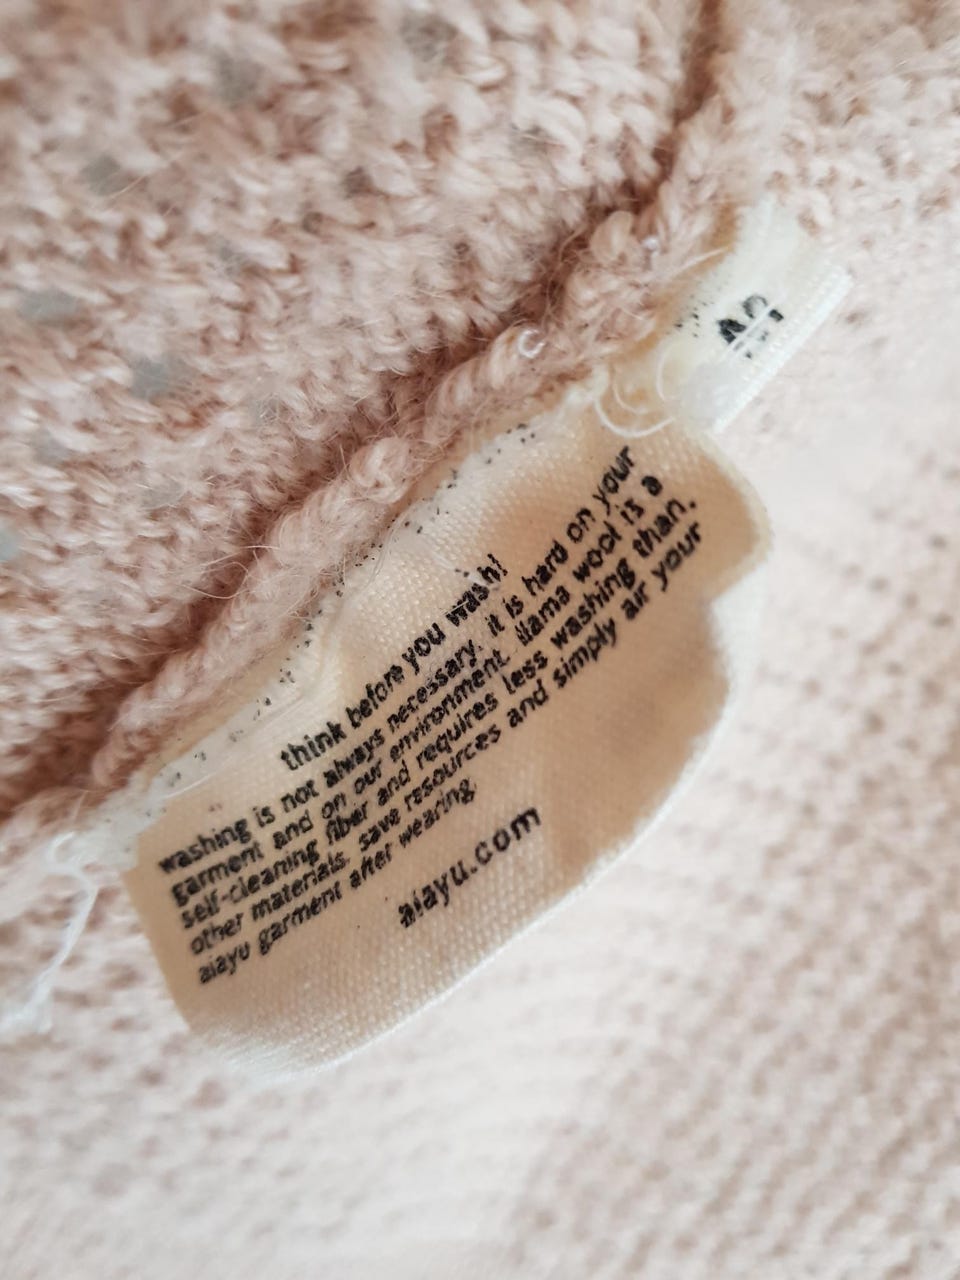 think before you wash!
washing is not always necessary, it is hard on your
garment and on our environment. llama wool is a
self-cleaning fiber and requires less washing than.
other materials. save resources and simply air your
aiayu garment after wearing.
aiayu.com